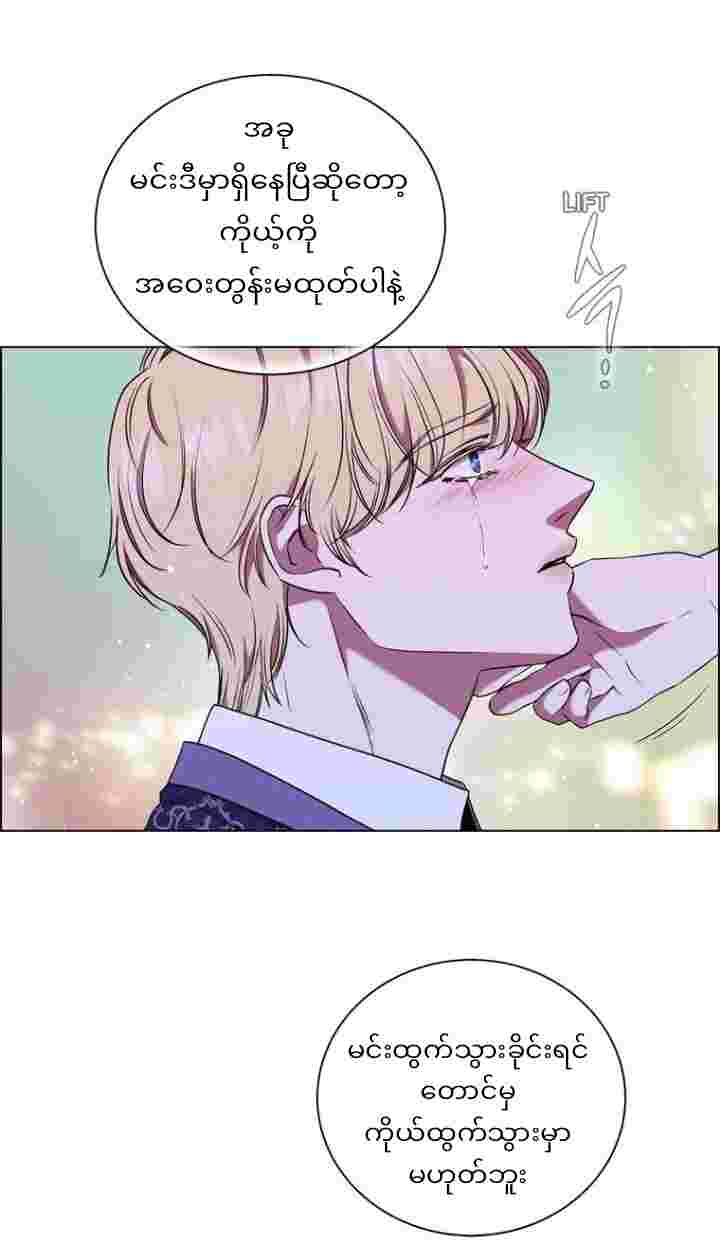 အခု
မင်းဒီမှာရှိနေပြီဆိုတော့
ကိုယ့်ကို
အဝေးတွန်းမထုတ်ပါနဲ့
LIFT
မင်းထွက်သွားခိုင်းရင်
တောင်မှ
ကိုယ်ထွက်သွားမှာ
မဟုတ်ဘူး